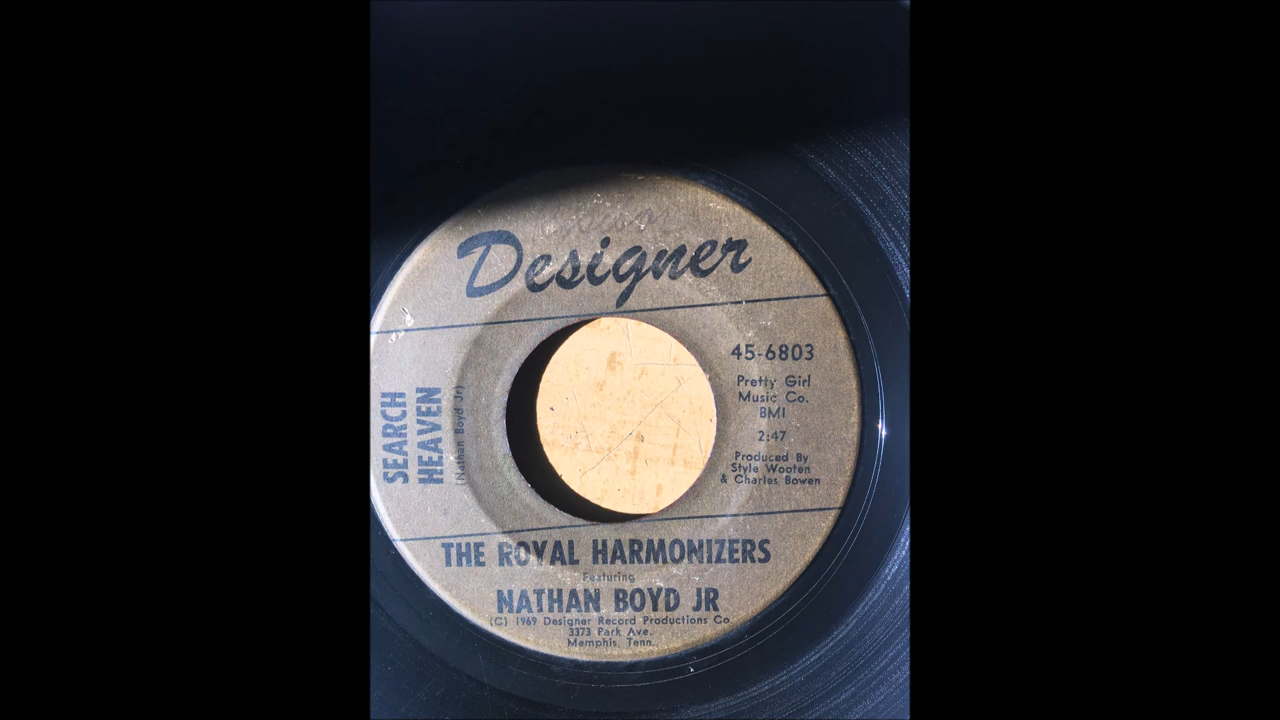 Designer
SEARCH
HEAVEN
(Nathan Boyd Jr)
45-6803
Pretty Girl
Music Co.
BMI
2:47
Produced By
Style Wooten
& Charles Bowen
THE ROYAL HARMONIZERS
Featuring
NATHAN BOYD JR
(C) 1969 Designer Record Productions Co.
3373 Park Ave.
Memphis, Tenn.